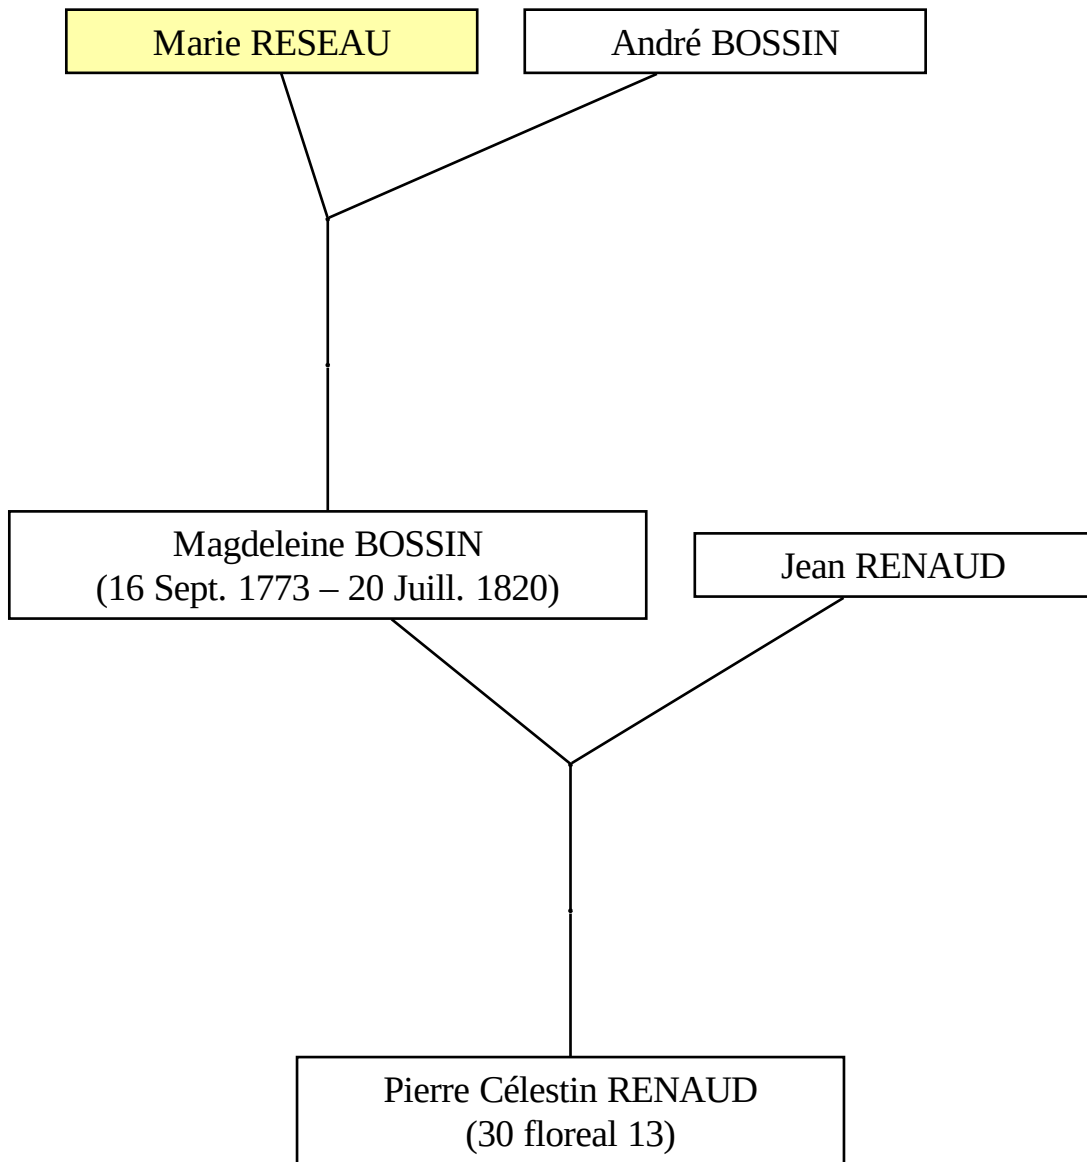 Marie RESEAU
André BOSSIN
Magdeleine BOSSIN
(16 Sept. 1773 – 20 Juill. 1820)
Jean RENAUD
Pierre Célestin RENAUD
(30 floreal 13)